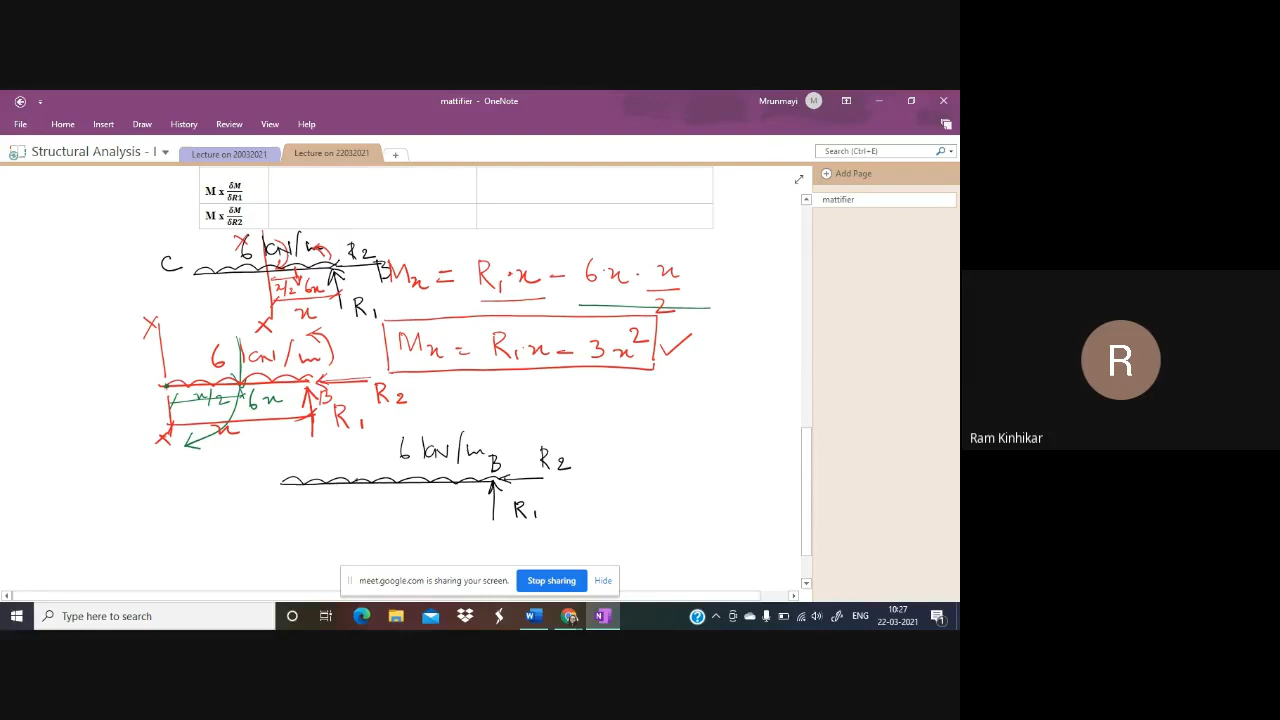 mattifier - OneNote
Mrunmayi M
File Home Insert Draw History Review View Help
Structural Analysis - I
Lecture on 20032021
Lecture on 22032021
+
Search (Ctrl+E)
Add Page
mattifier
M x δM/δR1
M x δM/δR2
C
X
6 kN/m
R2
B
x/2 6x
x
X
R1
Mx = R1·x - 6·x·x/2
Mx = R1·x - 3x²
X
6 kN/m
B
R2
x/2 6x
x
X
R1
6 kN/m
B
R2
R1
R
Ram Kinhikar
meet.google.com is sharing your screen.
Stop sharing
Hide
Type here to search
ENG
10:27
22-03-2021
1